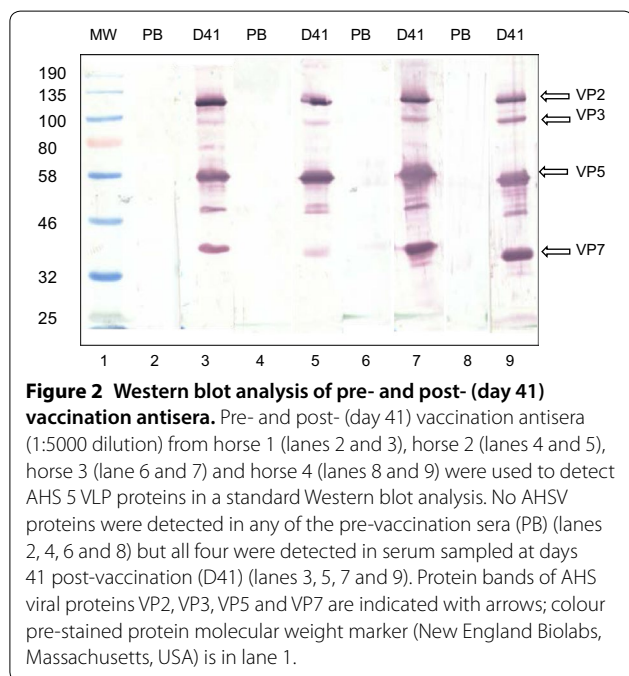 MW PB D41 PB D41 PB D41 PB D41
190
135
100
80
58
46
32
25
VP2
VP3
VP5
VP7
1 2 3 4 5 6 7 8 9
Figure 2 Western blot analysis of pre- and post- (day 41)
vaccination antisera. Pre- and post- (day 41) vaccination antisera
(1:5000 dilution) from horse 1 (lanes 2 and 3), horse 2 (lanes 4 and 5),
horse 3 (lane 6 and 7) and horse 4 (lanes 8 and 9) were used to detect
AHS 5 VLP proteins in a standard Western blot analysis. No AHSV
proteins were detected in any of the pre-vaccination sera (PB) (lanes
2, 4, 6 and 8) but all four were detected in serum sampled at days
41 post-vaccination (D41) (lanes 3, 5, 7 and 9). Protein bands of AHS
viral proteins VP2, VP3, VP5 and VP7 are indicated with arrows; colour
pre-stained protein molecular weight marker (New England Biolabs,
Massachusetts, USA) is in lane 1.